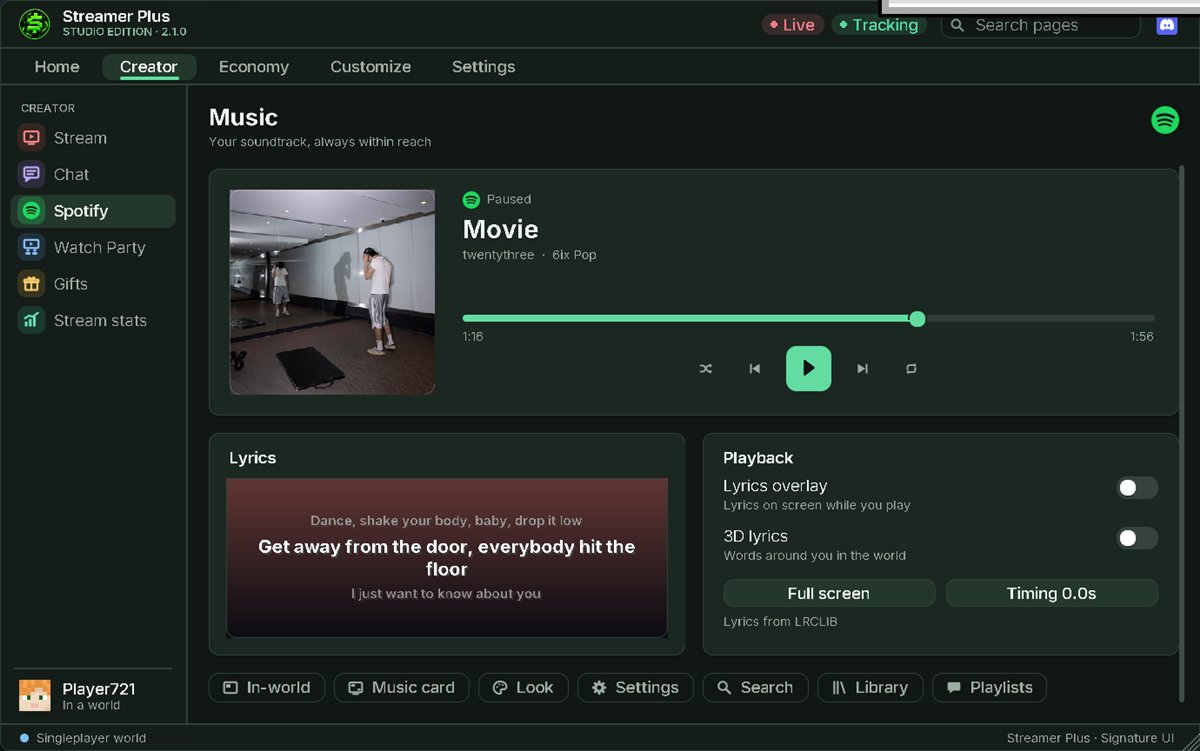 Streamer Plus
STUDIO EDITION · 2.1.0
Live
Tracking
Search pages
Home
Creator
Economy
Customize
Settings
CREATOR
Stream
Chat
Spotify
Watch Party
Gifts
Stream stats
Music
Your soundtrack, always within reach
Paused
Movie
twentythree · 6ix Pop
1:16
1:56
Lyrics
Dance, shake your body, baby, drop it low
Get away from the door, everybody hit the
floor
I just want to know about you
Playback
Lyrics overlay
Lyrics on screen while you play
3D lyrics
Words around you in the world
Full screen
Timing 0.0s
Lyrics from LRCLIB
In-world
Music card
Look
Settings
Search
Library
Playlists
Player721
In a world
Singleplayer world
Streamer Plus · Signature UI